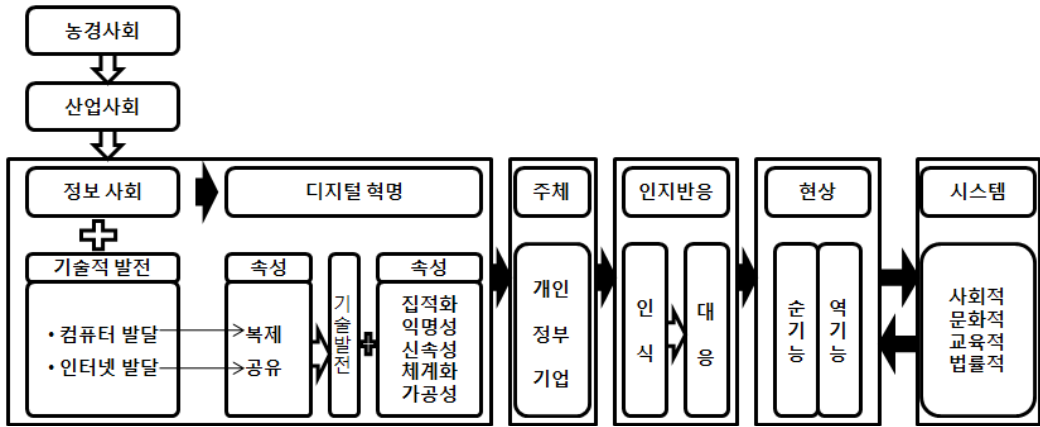 농경사회
산업사회
정보 사회
디지털 혁명
주체
인지반응
현상
시스템
기술적 발전
속성
기술발전
속성
• 컴퓨터 발달
• 인터넷 발달
복제
공유
집적화
익명성
신속성
체계화
가공성
개인
정부
기업
인식
대응
순기능
역기능
사회적
문화적
교육적
법률적